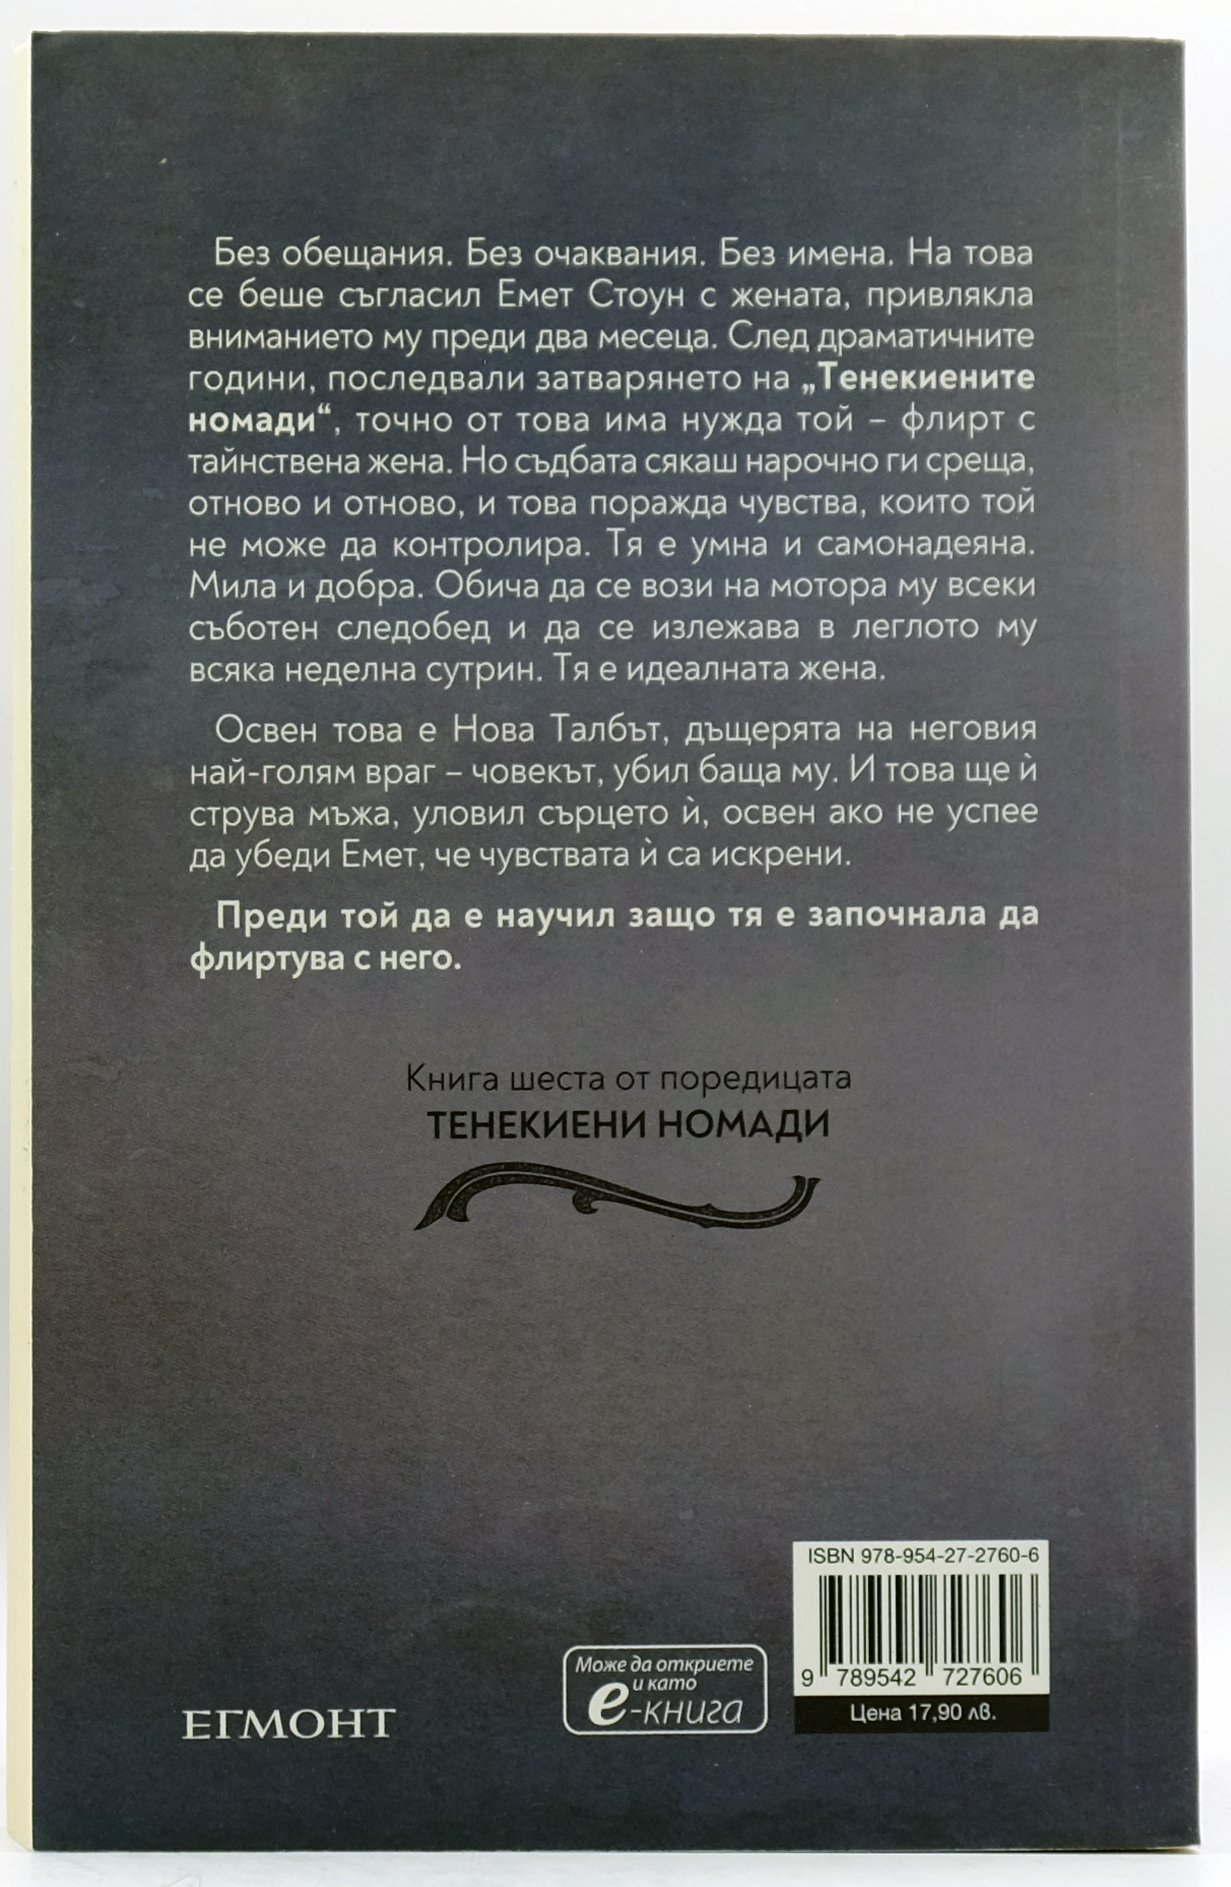 Без обещания. Без очаквания. Без имена. На това
се беше съгласил Емет Стоун с жената, привлякла
вниманието му преди два месеца. След драматичните
години, последвали затварянето на „Тенекиените
номади“, точно от това има нужда той – флирт с
тайнствена жена. Но съдбата сякаш нарочно ги среща,
отново и отново, и това поражда чувства, които той
не може да контролира. Тя е умна и самонадеяна.
Мила и добра. Обича да се вози на мотора му всеки
съботен следобед и да се излежава в леглото му
всяка неделна сутрин. Тя е идеалната жена.
Освен това е Нова Талбът, дъщерята на неговия
най-голям враг – човекът, убил баща му. И това ще ѝ
струва мъжа, уловил сърцето ѝ, освен ако не успее
да убеди Емет, че чувствата ѝ са искрени.
Преди той да е научил защо тя е започнала да
флиртува с него.
Книга шеста от поредицата
ТЕНЕКИЕНИ НОМАДИ
ISBN 978-954-27-2760-6
9 789542 727606
Цена 17,90 лв.
Може да откриете
и като
е-книга
ЕГМОНТ